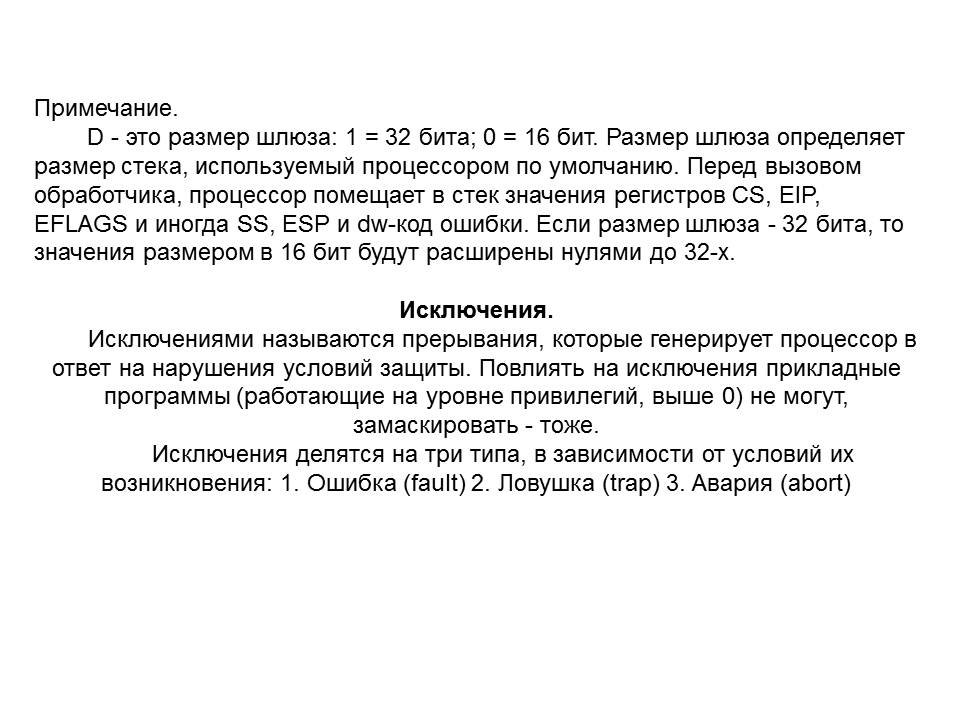 Примечание.
D - это размер шлюза: 1 = 32 бита; 0 = 16 бит. Размер шлюза определяет
размер стека, используемый процессором по умолчанию. Перед вызовом
обработчика, процессор помещает в стек значения регистров CS, EIP,
EFLAGS и иногда SS, ESP и dw-код ошибки. Если размер шлюза - 32 бита, то
значения размером в 16 бит будут расширены нулями до 32-х.
Исключения.
Исключениями называются прерывания, которые генерирует процессор в
ответ на нарушения условий защиты. Повлиять на исключения прикладные
программы (работающие на уровне привилегий, выше 0) не могут,
замаскировать - тоже.
Исключения делятся на три типа, в зависимости от условий их
возникновения: 1. Ошибка (fault) 2. Ловушка (trap) 3. Авария (abort)